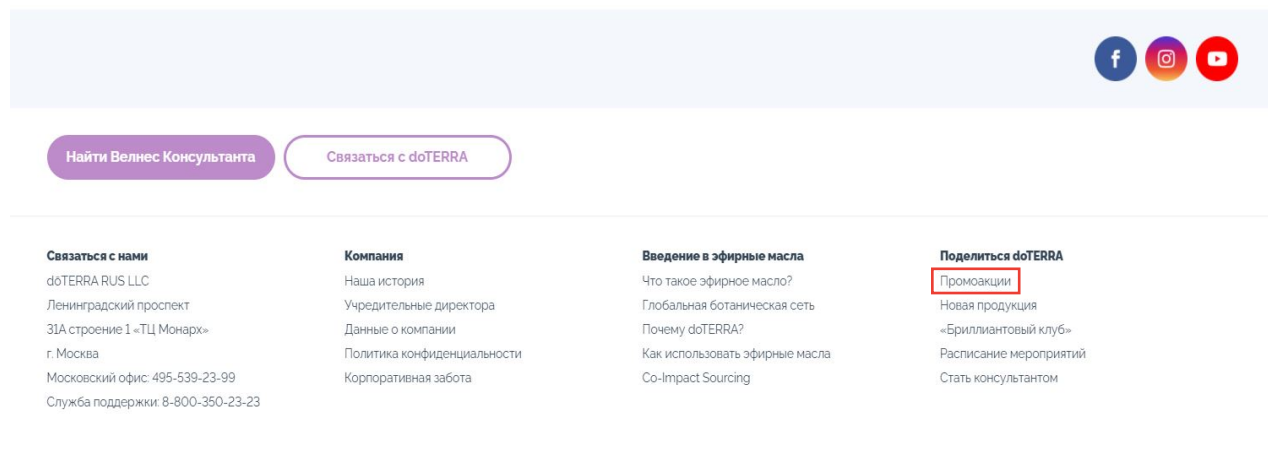 Найти Велнес Консультанта
Связаться с doTERRA
Связаться с нами
dōTERRA RUS LLC
Ленинградский проспект
31А строение 1 «ТЦ Монарх»
г. Москва
Московский офис: 495-539-23-99
Служба поддержки: 8-800-350-23-23
Компания
Наша история
Учредительные директора
Данные о компании
Политика конфиденциальности
Корпоративная забота
Введение в эфирные масла
Что такое эфирное масло?
Глобальная ботаническая сеть
Почему doTERRA?
Как использовать эфирные масла
Co-Impact Sourcing
Поделиться doTERRA
Промоакции
Новая продукция
«Бриллиантовый клуб»
Расписание мероприятий
Стать консультантом